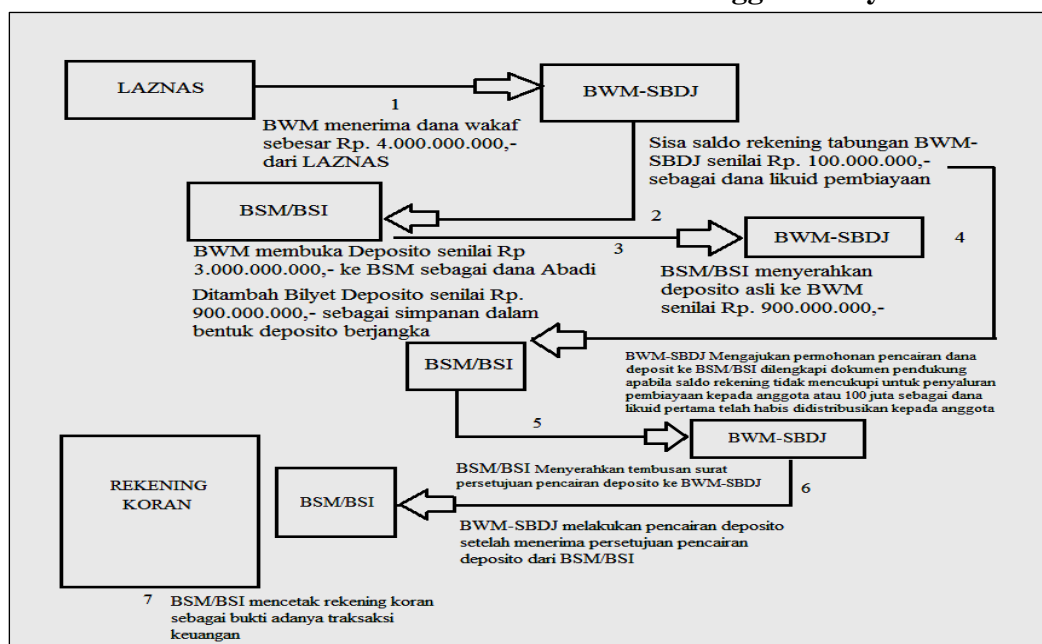 LAZNAS
BWM-SBDJ
1
BWM menerima dana wakaf
sebesar Rp. 4.000.000.000,-
dari LAZNAS
Sisa saldo rekening tabungan BWM-
SBDJ senilai Rp. 100.000.000,-
sebagai dana likuid pembiayaan
BSM/BSI
2
3
BWM-SBDJ
4
BWM membuka Deposito senilai Rp
3.000.000.000,- ke BSM sebagai dana Abadi
Ditambah Bilyet Deposito senilai Rp.
900.000.000,- sebagai simpanan dalam
bentuk deposito berjangka
BSM/BSI menyerahkan
deposito asli ke BWM
senilai Rp. 900.000.000,-
BSM/BSI
BWM-SBDJ Mengajukan permohonan pencairan dana
deposit ke BSM/BSI dilengkapi dokumen pendukung
apabila saldo rekening tidak mencukupi untuk penyaluran
pembiayaan kepada anggota atau 100 juta sebagai dana
likuid pertama telah habis didistribusikan kepada anggota
5
BWM-SBDJ
BSM/BSI Menyerahkan tembusan surat
persetujuan pencairan deposito ke BWM-SBDJ
6
REKENING
KORAN
BSM/BSI
BWM-SBDJ melakukan pencairan deposito
setelah menerima persetujuan pencairan
deposito dari BSM/BSI
7
BSM/BSI mencetak rekening koran
sebagai bukti adanya traksaksi
keuangan